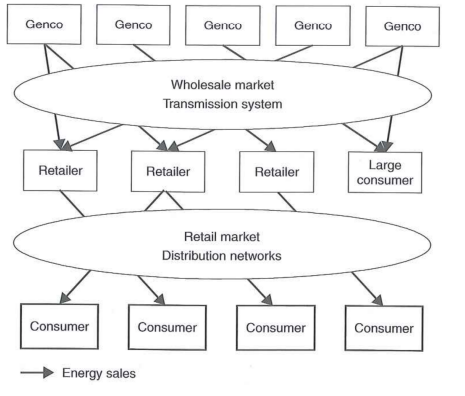 Genco Genco Genco Genco Genco
Wholesale market
Transmission system
Retailer Retailer Retailer Large
consumer
Retail market
Distribution networks
Consumer Consumer Consumer Consumer
Energy sales